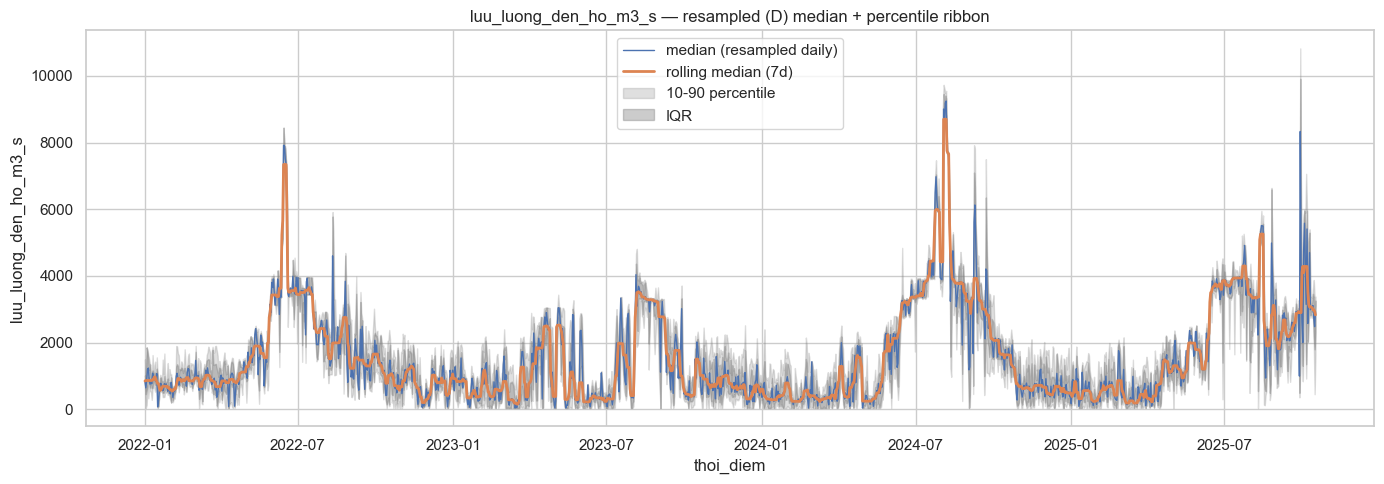 luu_luong_den_ho_m3_s — resampled (D) median + percentile ribbon
median (resampled daily)
rolling median (7d)
10-90 percentile
IQR
luu_luong_den_ho_m3_s
10000
8000
6000
4000
2000
0
2022-01
2022-07
2023-01
2023-07
2024-01
2024-07
2025-01
2025-07
thoi_diem